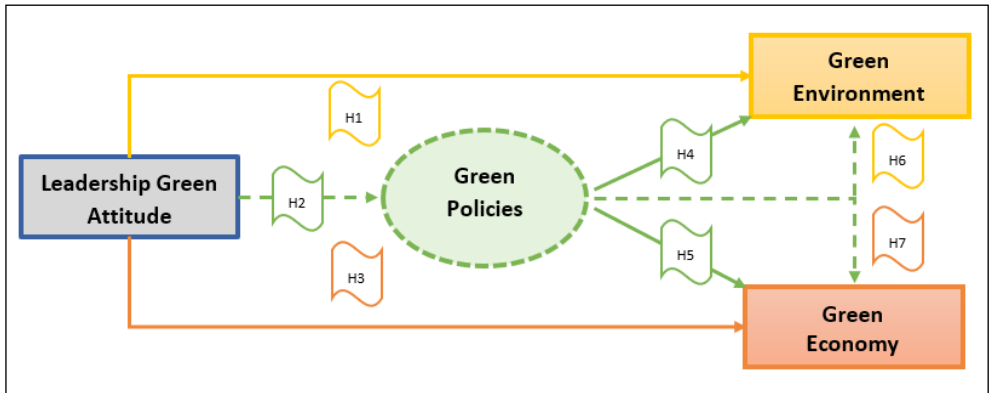 Green
Environment
H1
H4
H6
Leadership Green
Attitude
H2
Green
Policies
H3
H5
H7
Green
Economy